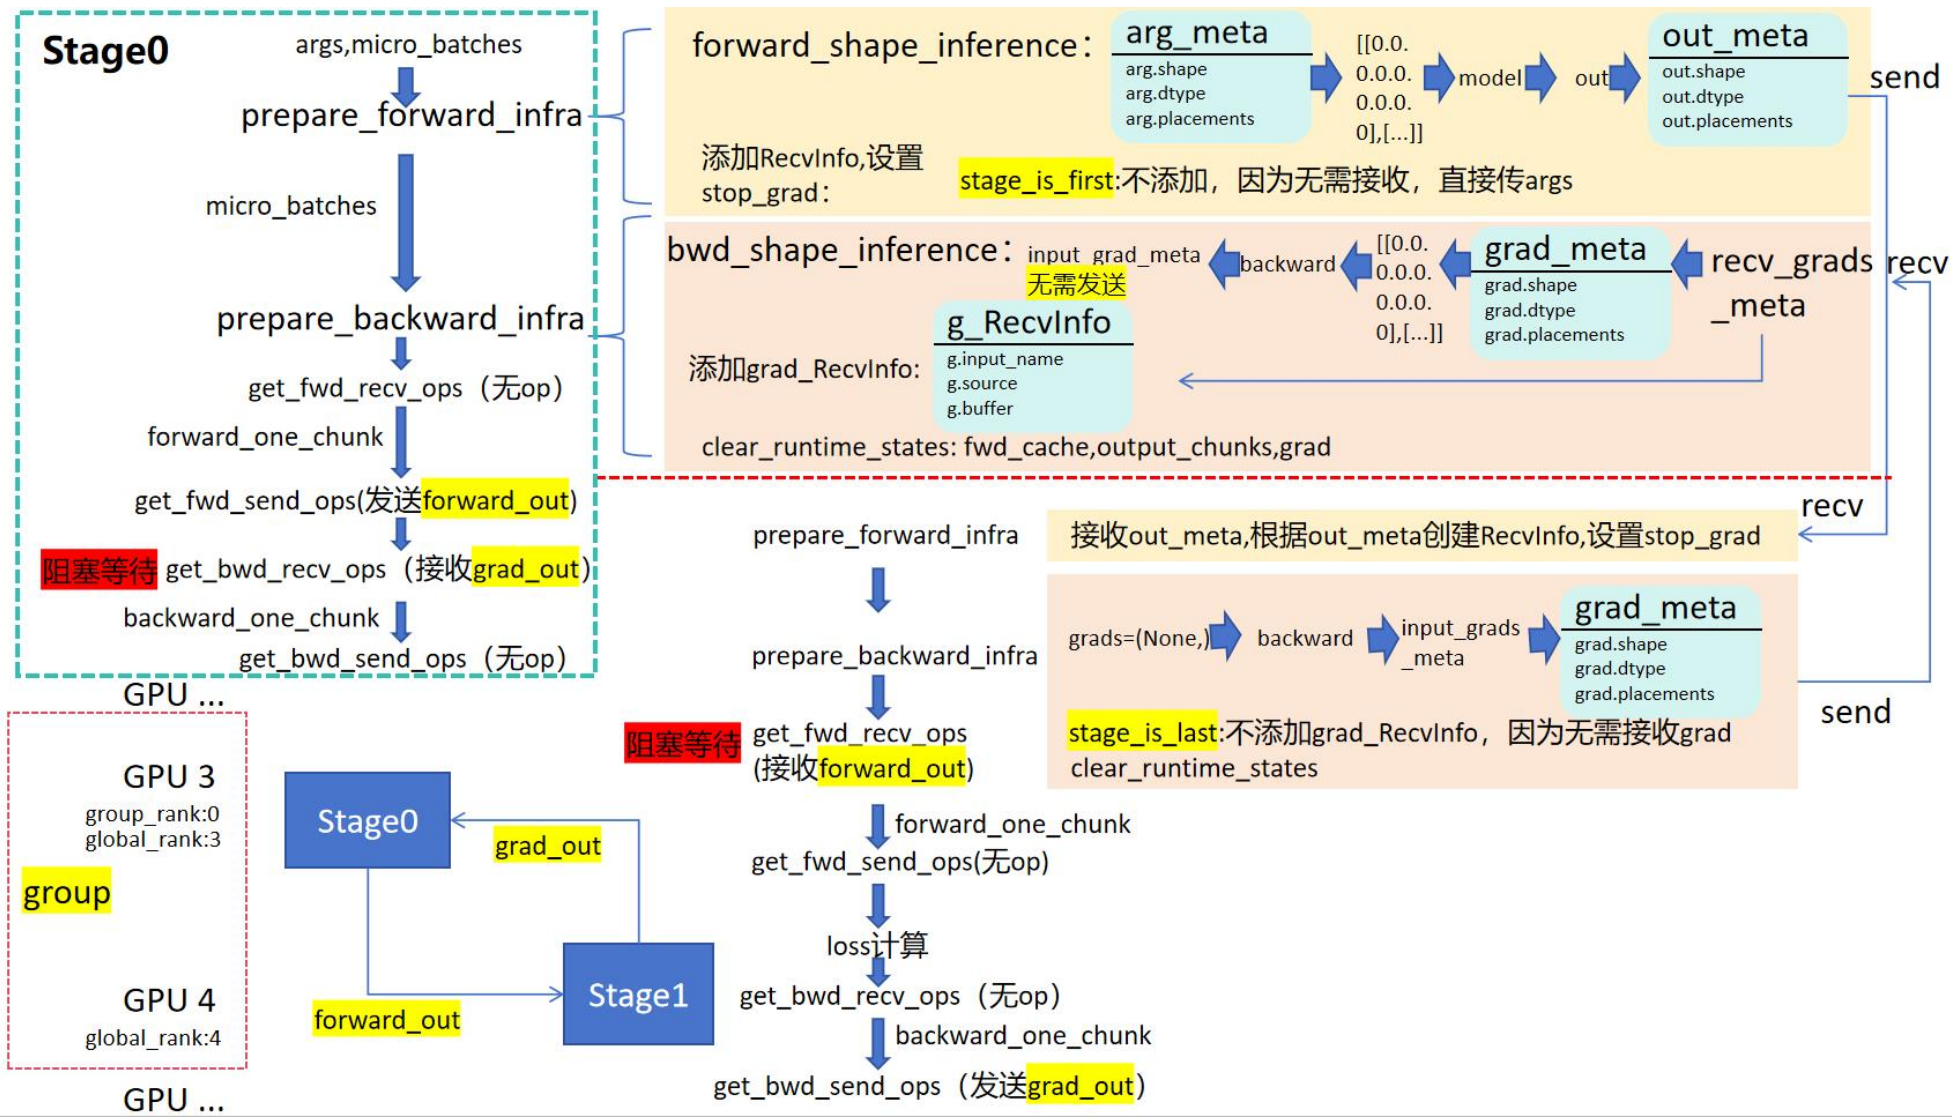 Stage0
args,micro_batches
prepare_forward_infra
micro_batches
prepare_backward_infra
get_fwd_recv_ops（无op）
forward_one_chunk
get_fwd_send_ops(发送forward_out)
阻塞等待 get_bwd_recv_ops（接收grad_out）
backward_one_chunk
get_bwd_send_ops（无op）
forward_shape_inference：
arg_meta
arg.shape
arg.dtype
arg.placements
[[0.0.
0.0.0.
0.0.0.
0],[...]]
model
out
out_meta
out.shape
out.dtype
out.placements
send
添加RecvInfo,设置
stop_grad：
stage_is_first:不添加，因为无需接收，直接传args
bwd_shape_inference：
input_grad_meta
无需发送
backward
[[0.0.
0.0.0.
0.0.0.
0],[...]]
grad_meta
grad.shape
grad.dtype
grad.placements
recv_grads
_meta
recv
添加grad_RecvInfo:
g_RecvInfo
g.input_name
g.source
g.buffer
clear_runtime_states: fwd_cache,output_chunks,grad
recv
prepare_forward_infra
接收out_meta,根据out_meta创建RecvInfo,设置stop_grad
prepare_backward_infra
grads=(None,)
backward
input_grads
_meta
grad_meta
grad.shape
grad.dtype
grad.placements
send
stage_is_last:不添加grad_RecvInfo，因为无需接收grad
clear_runtime_states
阻塞等待 get_fwd_recv_ops
(接收forward_out)
forward_one_chunk
get_fwd_send_ops(无op)
loss计算
get_bwd_recv_ops（无op）
backward_one_chunk
get_bwd_send_ops（发送grad_out）
GPU ...
GPU 3
group_rank:0
global_rank:3
group
GPU 4
global_rank:4
GPU ...
Stage0
grad_out
Stage1
forward_out